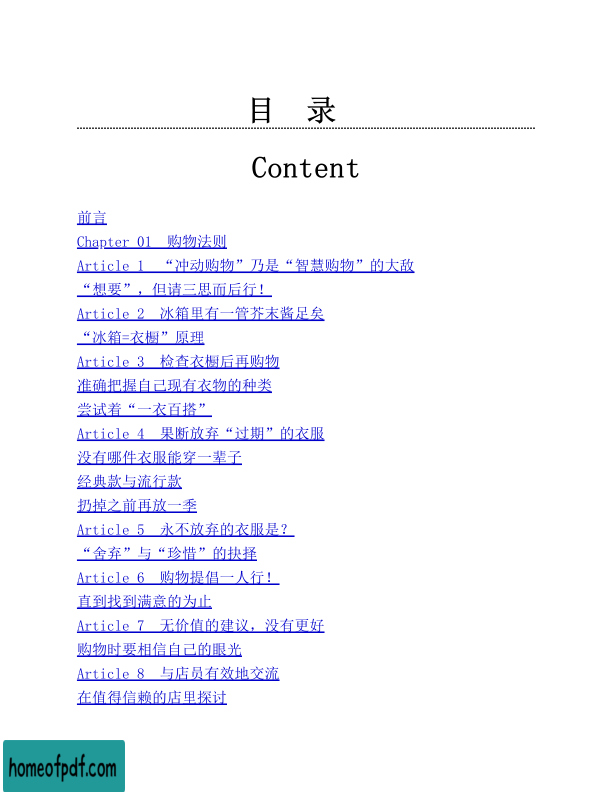 目 录
Content
前言
Chapter 01 购物法则
Article 1 “冲动购物”乃是“智慧购物”的大敌
“想要”，但请三思而后行！
Article 2 冰箱里有一管芥末酱足矣
“冰箱=衣橱”原理
Article 3 检查衣橱后再购物
准确把握自己现有衣物的种类
尝试着“一衣百搭”
Article 4 果断放弃“过期”的衣服
没有哪件衣服能穿一辈子
经典款与流行款
扔掉之前再放一季
Article 5 永不放弃的衣服是？
“舍弃”与“珍惜”的抉择
Article 6 购物提倡一人行！
直到找到满意的为止
Article 7 无价值的建议，没有更好
购物时要相信自己的眼光
Article 8 与店员有效地交流
在值得信赖的店里探讨
homeofpdf.com